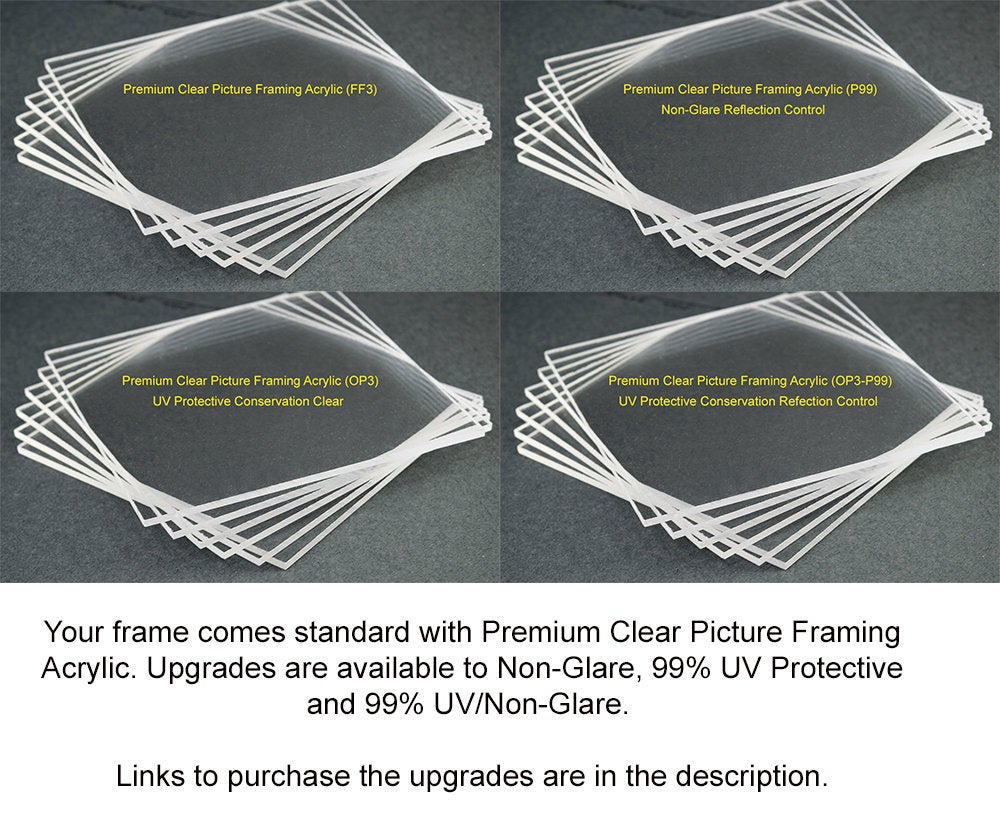 Premium Clear Picture Framing Acrylic (FF3)
Premium Clear Picture Framing Acrylic (P99)
Non-Glare Reflection Control
Premium Clear Picture Framing Acrylic (OP3)
UV Protective Conservation Clear
Premium Clear Picture Framing Acrylic (OP3-P99)
UV Protective Conservation Refection Control
Your frame comes standard with Premium Clear Picture Framing
Acrylic. Upgrades are available to Non-Glare, 99% UV Protective
and 99% UV/Non-Glare.
Links to purchase the upgrades are in the description.